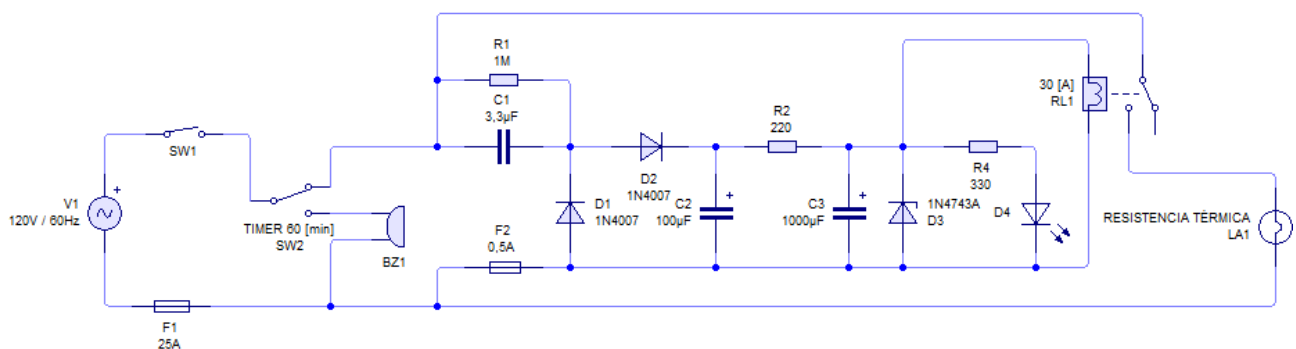 R1
1M
C1
3,3µF
30 [A]
RL1
R2
220
SW1
D2
1N4007
R4
330
V1
120V / 60Hz
TIMER 60 [min]
SW2
BZ1
D1
1N4007
C2
100µF
C3
1000µF
1N4743A
D3
D4
RESISTENCIA TÈRMICA
LA1
F2
0,5A
F1
25A